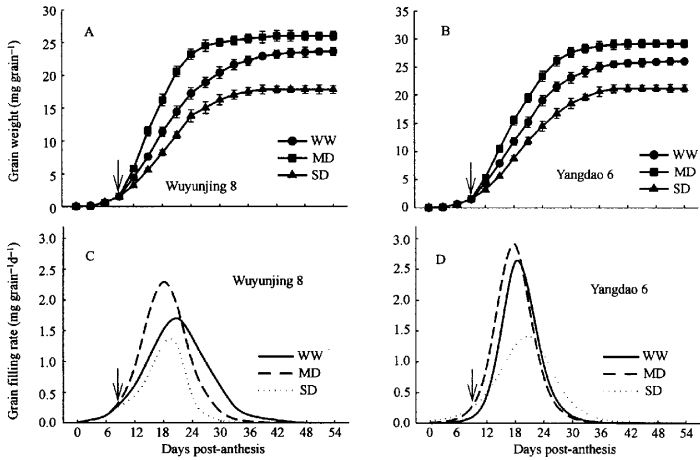 A
Grain weight (mg grain⁻¹)
30
25
20
15
10
5
0
WW
MD
SD
Wuyunjing 8
B
35
30
25
20
15
10
5
0
WW
MD
SD
Yangdao 6
C
Grain filling rate (mg grain⁻¹d⁻¹)
3.0
2.5
2.0
1.5
1.0
0.5
0.0
Wuyunjing 8
WW
MD
SD
0 6 12 18 24 30 36 42 48 54
Days post-anthesis
D
3.0
2.5
2.0
1.5
1.0
0.5
0.0
Yangdao 6
WW
MD
SD
0 6 12 18 24 30 36 42 48 54
Days post-anthesis